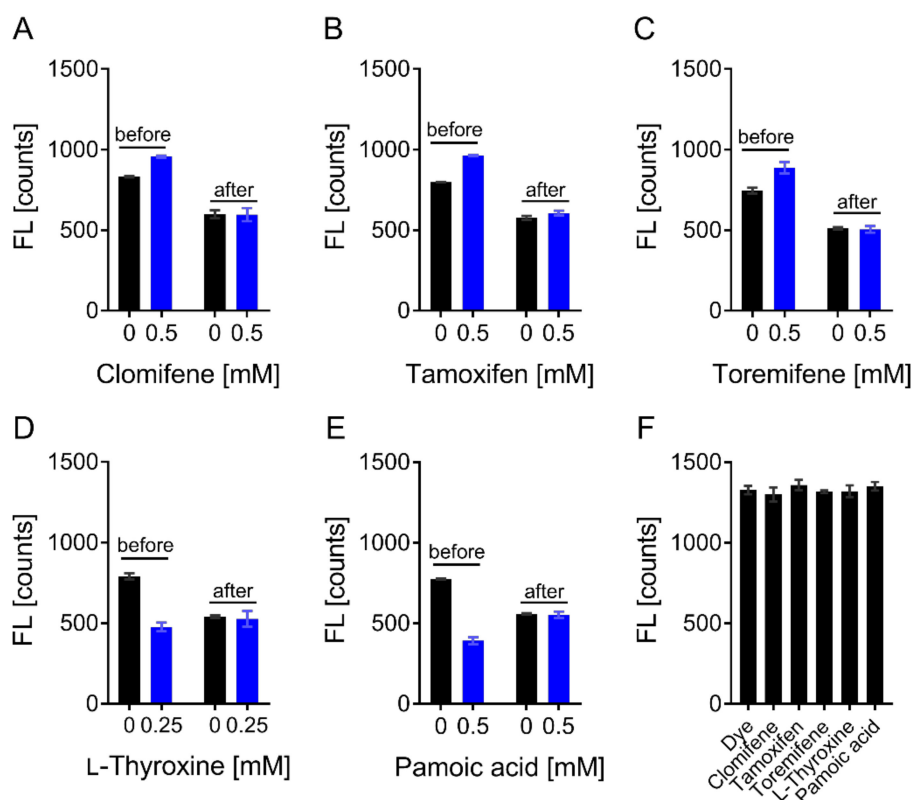 A
FL [counts]
1500
1000
500
0
before
after
0 0.5 0 0.5
Clomifene [mM]
B
FL [counts]
1500
1000
500
0
before
after
0 0.5 0 0.5
Tamoxifen [mM]
C
FL [counts]
1500
1000
500
0
before
after
0 0.5 0 0.5
Toremifene [mM]
D
FL [counts]
1500
1000
500
0
before
after
0 0.25 0 0.25
L-Thyroxine [mM]
E
FL [counts]
1500
1000
500
0
before
after
0 0.5 0 0.5
Pamoic acid [mM]
F
FL [counts]
1500
1000
500
0
Dye
Clomifene
Tamoxifen
Toremifene
L-Thyroxine
Pamoic acid